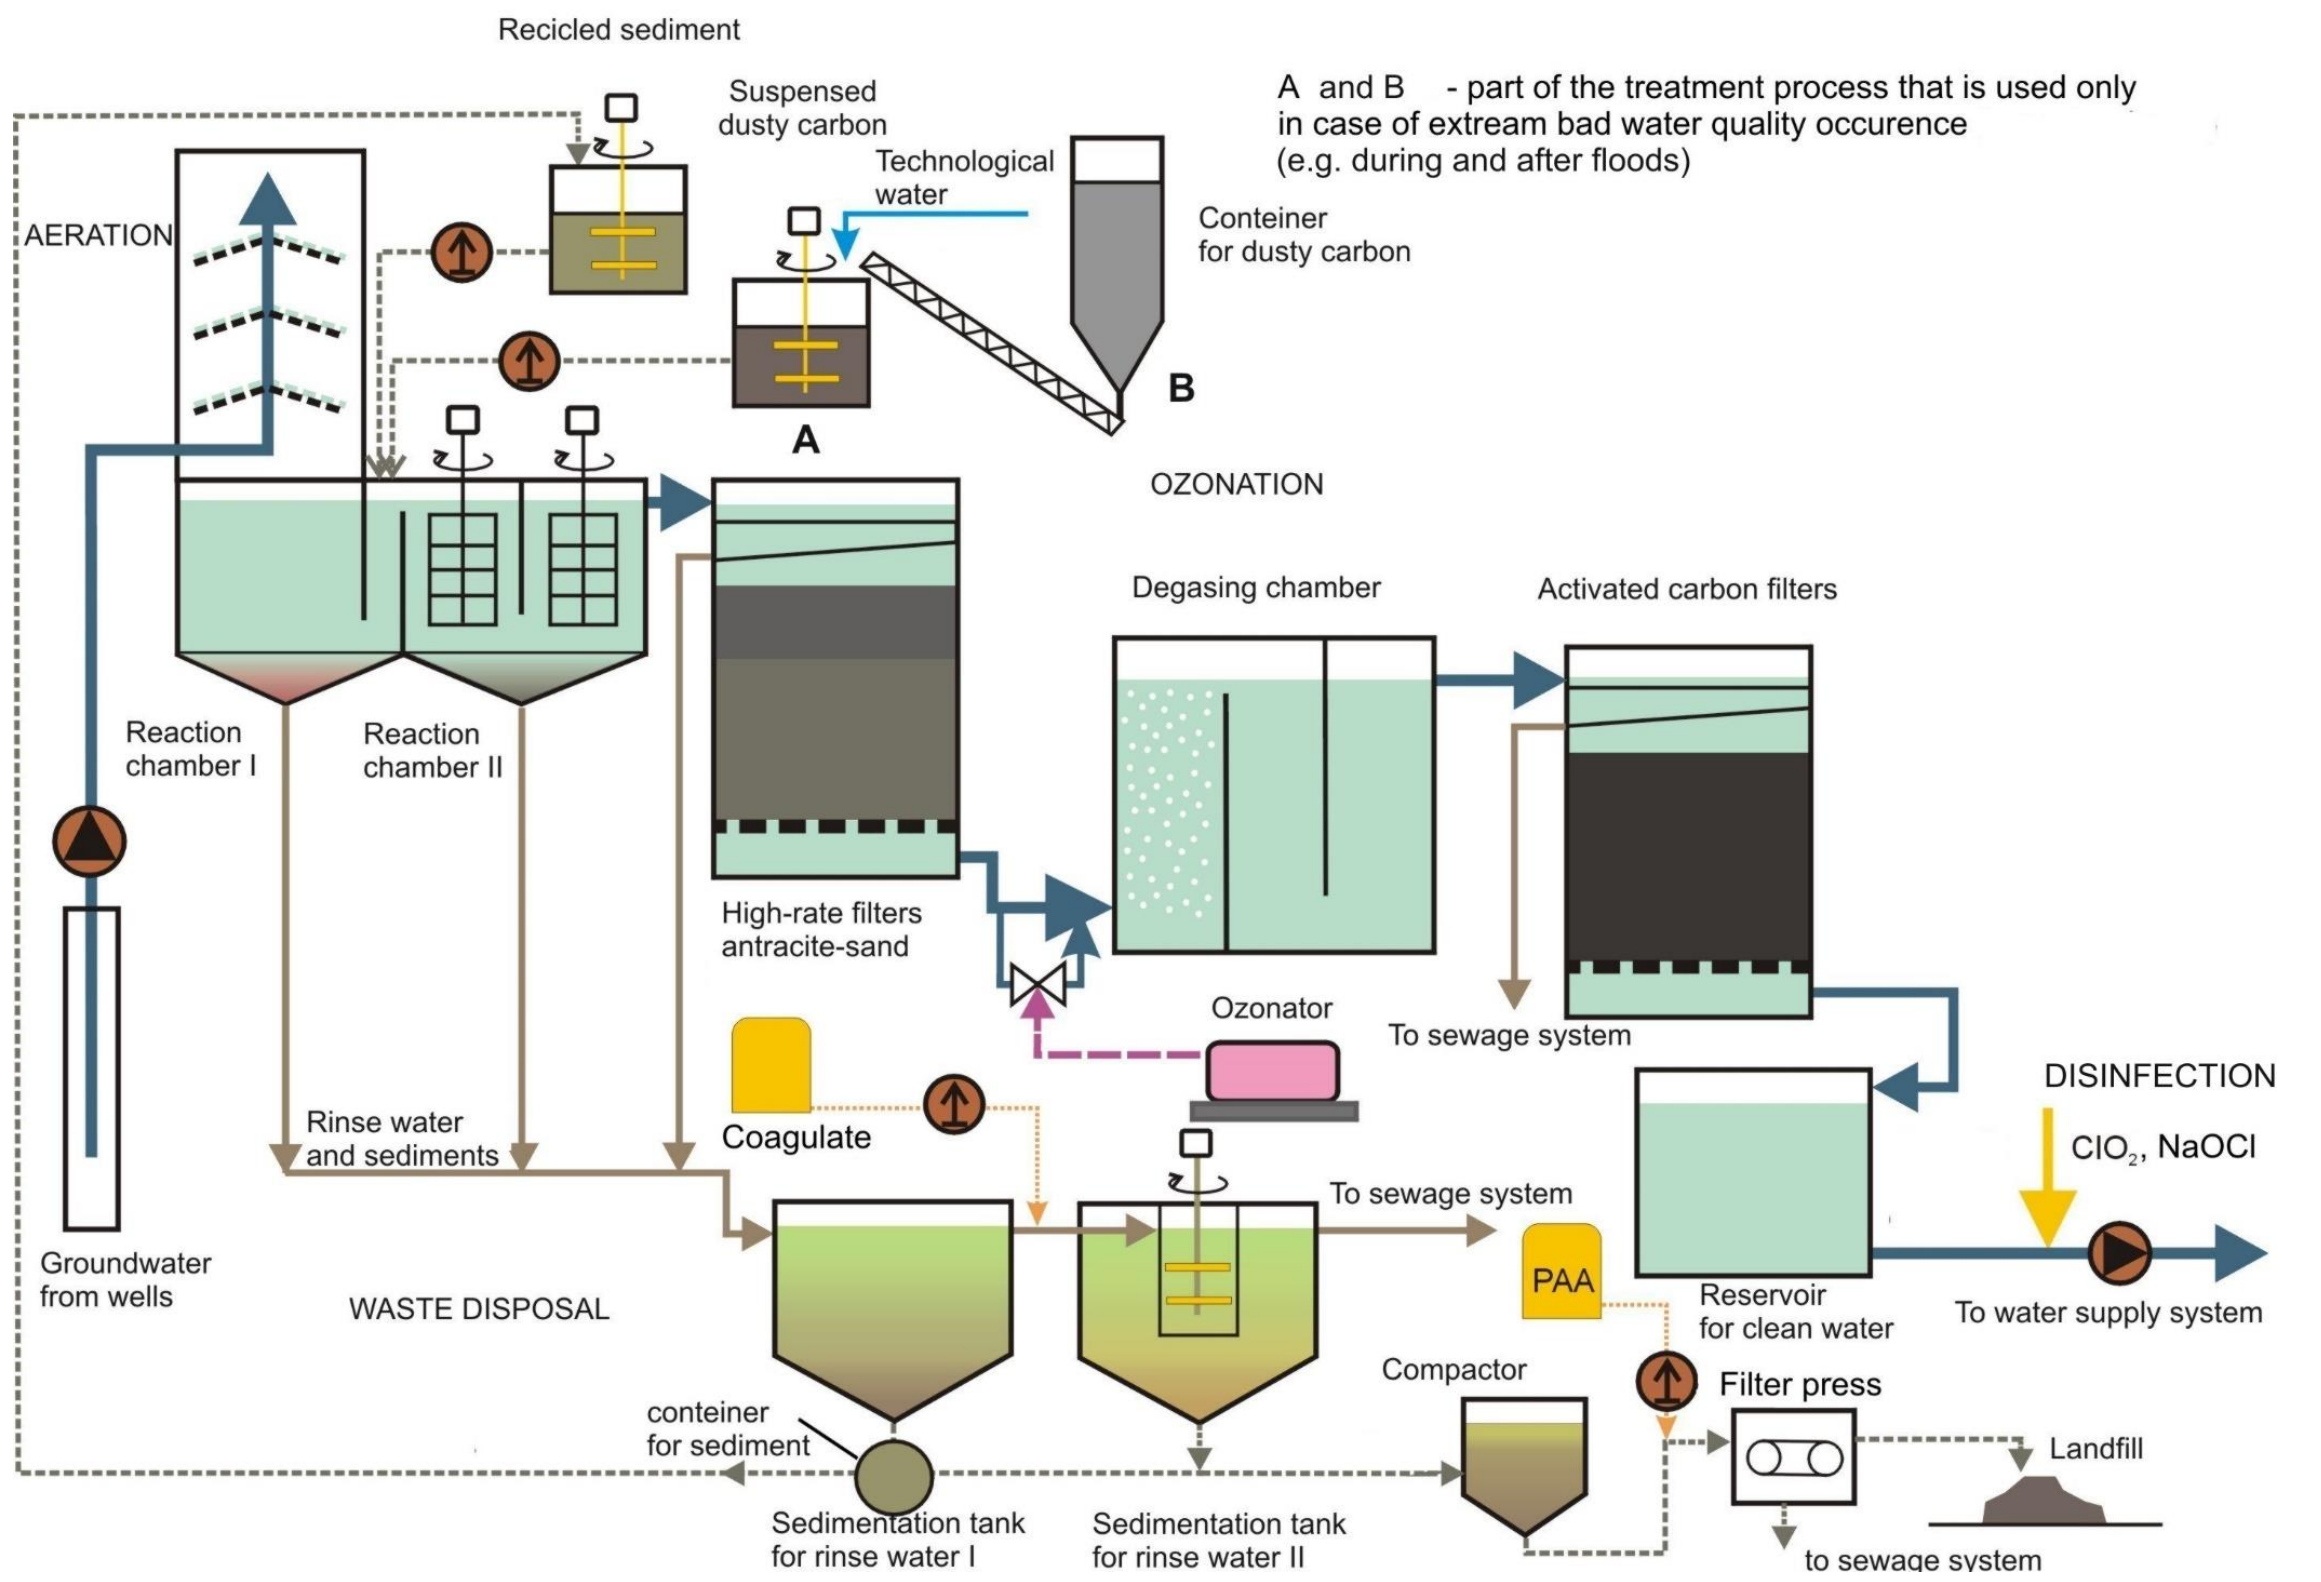 Recicled sediment
Suspensed
dusty carbon
Technological
water
A and B - part of the treatment process that is used only
in case of extream bad water quality occurence
(e.g. during and after floods)
AERATION
Conteiner
for dusty carbon
B
A
OZONATION
Degasing chamber
Activated carbon filters
Reaction
chamber I
Reaction
chamber II
High-rate filters
antracite-sand
Ozonator
To sewage system
DISINFECTION
ClO₂, NaOCl
Coagulate
Rinse water
and sediments
To sewage system
Groundwater
from wells
WASTE DISPOSAL
PAA
Reservoir
for clean water
To water supply system
Compactor
Filter press
conteiner
for sediment
Landfill
Sedimentation tank
for rinse water I
Sedimentation tank
for rinse water II
to sewage system